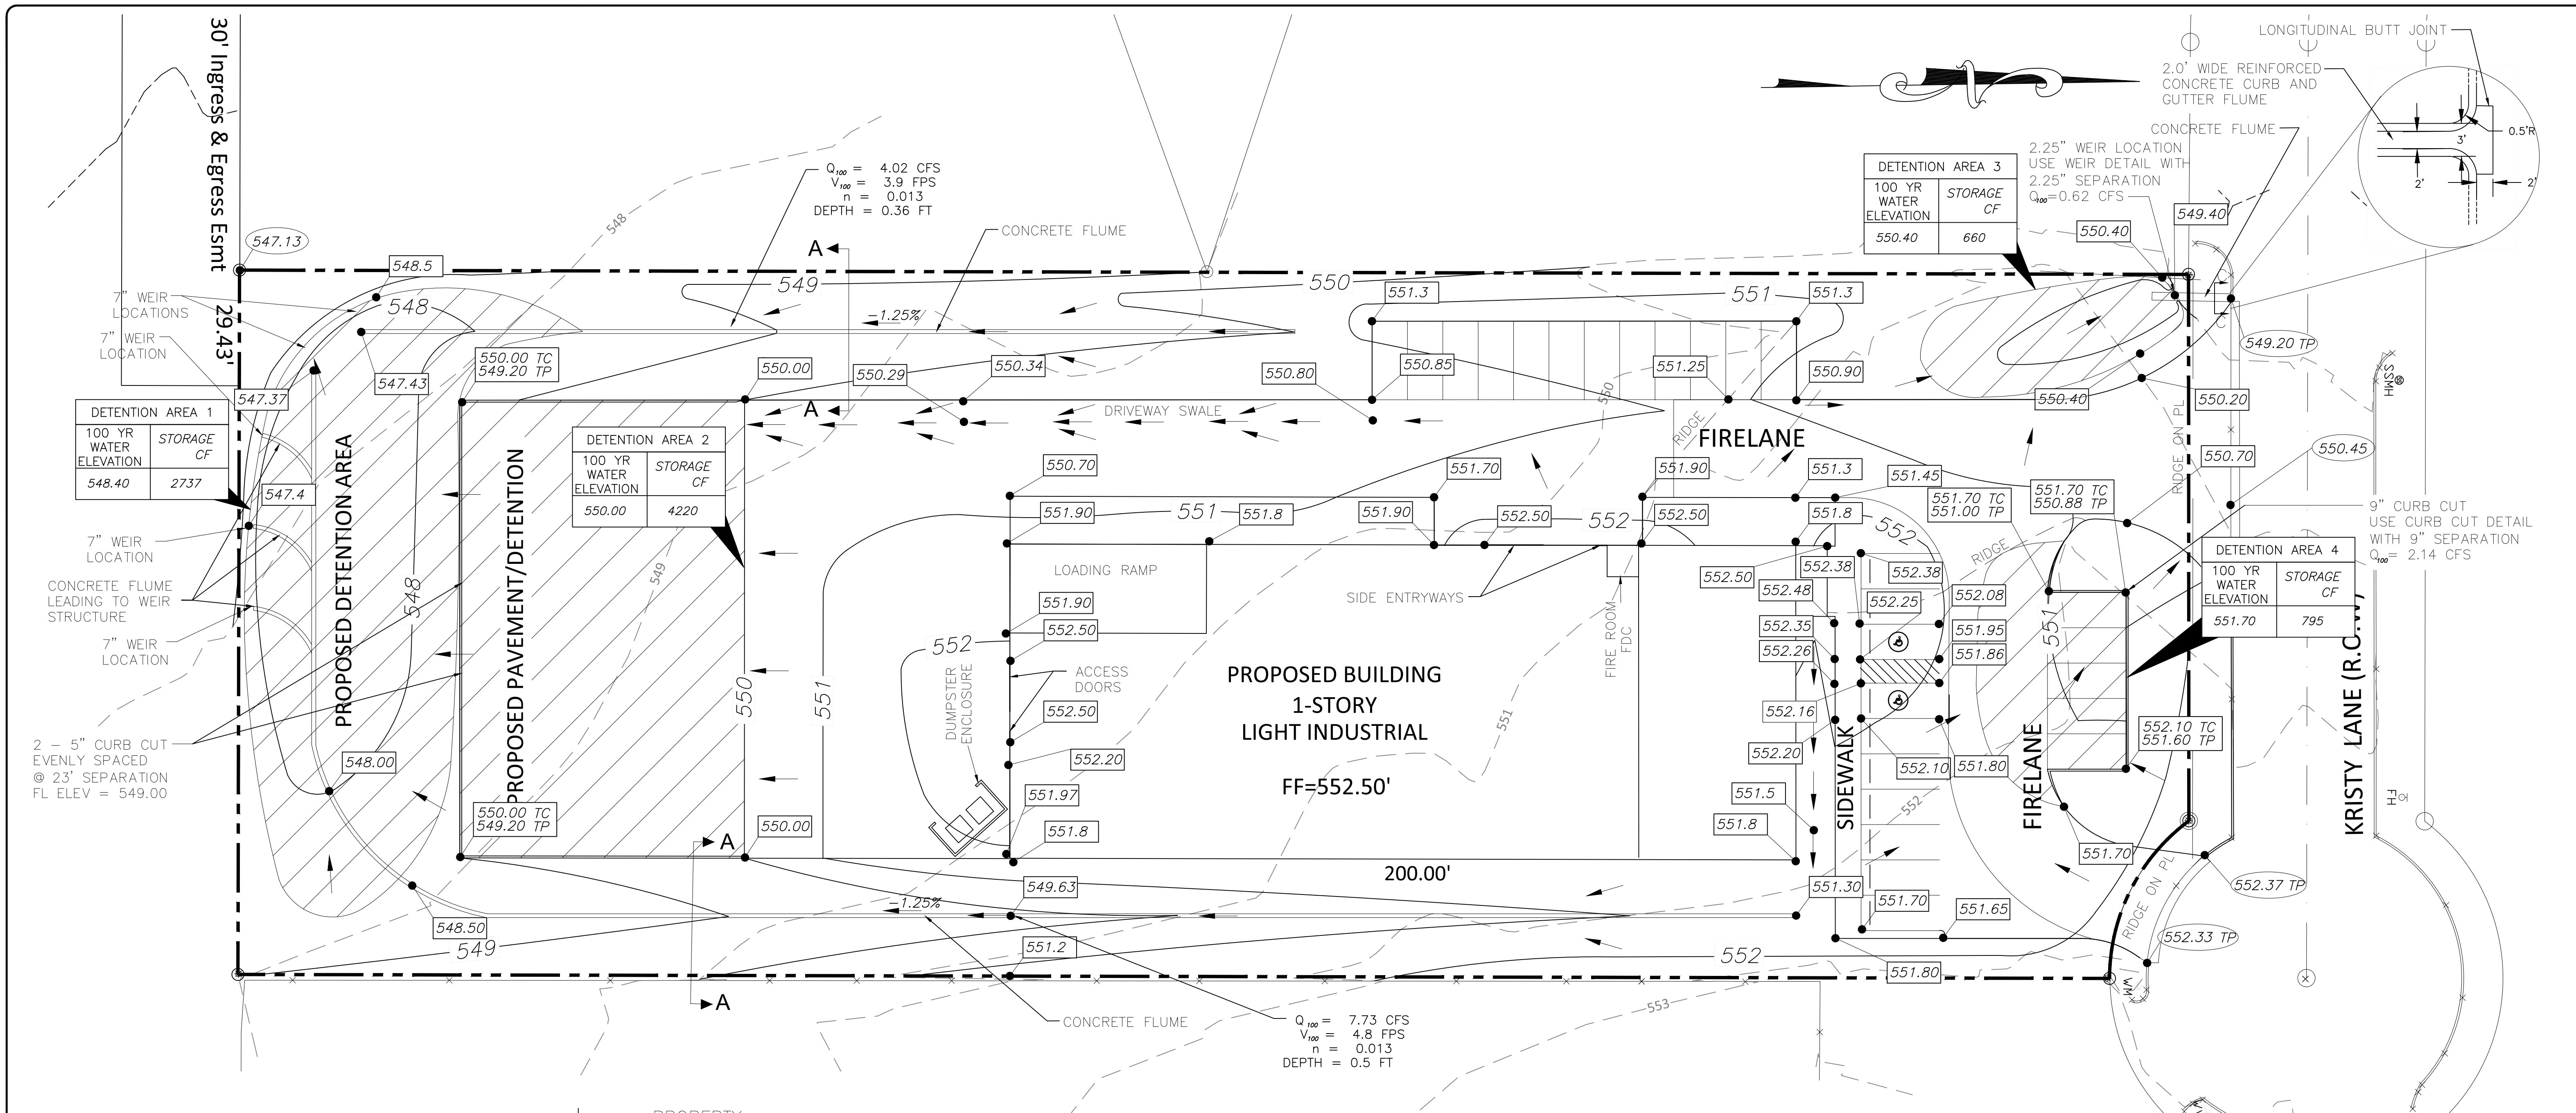 30' Ingress & Egress Esmt
29.43'
547.13
548.5
7" WEIR
LOCATIONS
7" WEIR
LOCATION
548
548
547.43
547.37
550.00 TC
549.20 TP
Q100 = 4.02 CFS
V100 = 3.9 FPS
n = 0.013
DEPTH = 0.36 FT
CONCRETE FLUME
A
A
549
-1.25%
550
551.3
551
551.3
LONGITUDINAL BUTT JOINT
2.0' WIDE REINFORCED
CONCRETE CURB AND
GUTTER FLUME
CONCRETE FLUME
3'
0.5'R
2'
2'
2.25" WEIR LOCATION
USE WEIR DETAIL WITH
2.25" SEPARATION
Q100=0.62 CFS
DETENTION AREA 3
100 YR
WATER
ELEVATION
STORAGE
CF
550.40
660
550.40
549.40
C
C
549.20 TP
SSMH
550.00
550.29
550.34
550.80
550.85
551.25
550.90
550
550.40
550.20
DRIVEWAY SWALE
RIDGE
FIRELANE
RIDGE ON PL
550.70
550.45
DETENTION AREA 1
100 YR
WATER
ELEVATION
STORAGE
CF
548.40
2737
547.4
PROPOSED DETENTION AREA
PROPOSED PAVEMENT/DETENTION
DETENTION AREA 2
100 YR
WATER
ELEVATION
STORAGE
CF
550.00
4220
550.70
551.70
551.90
551.3
551.45
551.70 TC
551.00 TP
551.70 TC
550.88 TP
551.90
551
551.8
551.90
552.50
552
552.50
551.8
552
RIDGE
9" CURB CUT
USE CURB CUT DETAIL
WITH 9" SEPARATION
Q100= 2.14 CFS
DETENTION AREA 4
100 YR
WATER
ELEVATION
STORAGE
CF
551.70
795
7" WEIR
LOCATION
CONCRETE FLUME
LEADING TO WEIR
STRUCTURE
7" WEIR
LOCATION
548
549
LOADING RAMP
SIDE ENTRYWAYS
FIRE ROOM
FDC
552.50
552.38
552.38
552.48
552.25
552.08
552.35
551.95
552.26
551.86
551.90
552.50
552
ACCESS
DOORS
DUMPSTER
ENCLOSURE
PROPOSED BUILDING
1-STORY
LIGHT INDUSTRIAL
FF=552.50'
551
550
551
552.50
552.20
551.97
551.8
552.16
552.20
552.10
551.80
551
552.10 TC
551.60 TP
551.5
551.8
SIDEWALK
552
FIRELANE
KRISTY LANE (R.O.W)
FH
2 - 5" CURB CUT
EVENLY SPACED
@ 23' SEPARATION
FL ELEV = 549.00
548.00
550.00 TC
549.20 TP
550.00
A
A
548.50
549
-1.25%
549.63
551.2
200.00'
551.30
551.70
551.65
552
551.80
551.70
552.37 TP
RIDGE ON PL
552.33 TP
WM
553
CONCRETE FLUME
Q100 = 7.73 CFS
V100 = 4.8 FPS
n = 0.013
DEPTH = 0.5 FT